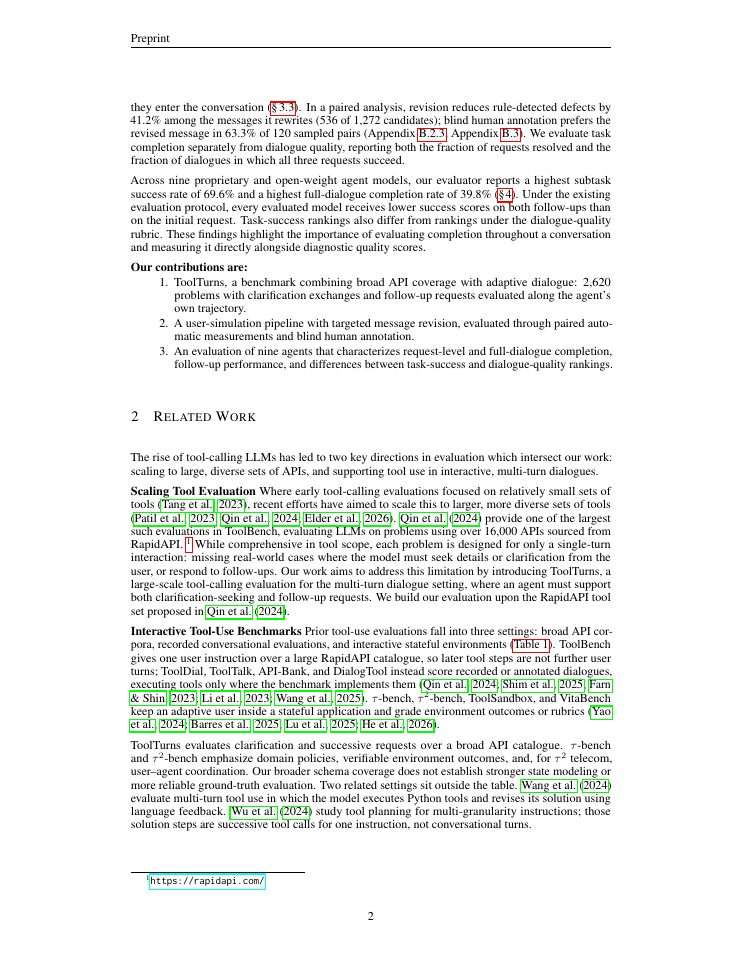 Preprint
they enter the conversation (§ 3.3). In a paired analysis, revision reduces rule-detected defects by
41.2% among the messages it rewrites (536 of 1,272 candidates); blind human annotation prefers the
revised message in 63.3% of 120 sampled pairs (Appendix B.2.3, Appendix B.3). We evaluate task
completion separately from dialogue quality, reporting both the fraction of requests resolved and the
fraction of dialogues in which all three requests succeed.
Across nine proprietary and open-weight agent models, our evaluator reports a highest subtask
success rate of 69.6% and a highest full-dialogue completion rate of 39.8% (§ 4). Under the existing
evaluation protocol, every evaluated model receives lower success scores on both follow-ups than
on the initial request. Task-success rankings also differ from rankings under the dialogue-quality
rubric. These findings highlight the importance of evaluating completion throughout a conversation
and measuring it directly alongside diagnostic quality scores.
Our contributions are:
1. ToolTurns, a benchmark combining broad API coverage with adaptive dialogue: 2,620
problems with clarification exchanges and follow-up requests evaluated along the agent's
own trajectory.
2. A user-simulation pipeline with targeted message revision, evaluated through paired auto-
matic measurements and blind human annotation.
3. An evaluation of nine agents that characterizes request-level and full-dialogue completion,
follow-up performance, and differences between task-success and dialogue-quality rankings.
2 RELATED WORK
The rise of tool-calling LLMs has led to two key directions in evaluation which intersect our work:
scaling to large, diverse sets of APIs, and supporting tool use in interactive, multi-turn dialogues.
Scaling Tool Evaluation Where early tool-calling evaluations focused on relatively small sets of
tools (Tang et al., 2023), recent efforts have aimed to scale this to larger, more diverse sets of tools
(Patil et al., 2023; Qin et al., 2024; Elder et al., 2026). Qin et al. (2024) provide one of the largest
such evaluations in ToolBench, evaluating LLMs on problems using over 16,000 APIs sourced from
RapidAPI. 1 While comprehensive in tool scope, each problem is designed for only a single-turn
interaction: missing real-world cases where the model must seek details or clarification from the
user, or respond to follow-ups. Our work aims to address this limitation by introducing ToolTurns, a
large-scale tool-calling evaluation for the multi-turn dialogue setting, where an agent must support
both clarification-seeking and follow-up requests. We build our evaluation upon the RapidAPI tool
set proposed in Qin et al. (2024).
Interactive Tool-Use Benchmarks Prior tool-use evaluations fall into three settings: broad API cor-
pora, recorded conversational evaluations, and interactive stateful environments (Table 1). ToolBench
gives one user instruction over a large RapidAPI catalogue, so later tool steps are not further user
turns; ToolDial, ToolTalk, API-Bank, and DialogTool instead score recorded or annotated dialogues,
executing tools only where the benchmark implements them (Qin et al., 2024; Shim et al., 2025; Farn
& Shin, 2023; Li et al., 2023; Wang et al., 2025). τ-bench, τ²-bench, ToolSandbox, and VitaBench
keep an adaptive user inside a stateful application and grade environment outcomes or rubrics (Yao
et al., 2024; Barres et al., 2025; Lu et al., 2025; He et al., 2026).
ToolTurns evaluates clarification and successive requests over a broad API catalogue. τ-bench
and τ²-bench emphasize domain policies, verifiable environment outcomes, and, for τ² telecom,
user–agent coordination. Our broader schema coverage does not establish stronger state modeling or
more reliable ground-truth evaluation. Two related settings sit outside the table. Wang et al. (2024)
evaluate multi-turn tool use in which the model executes Python tools and revises its solution using
language feedback. Wu et al. (2024) study tool planning for multi-granularity instructions; those
solution steps are successive tool calls for one instruction, not conversational turns.
1https://rapidapi.com/
2